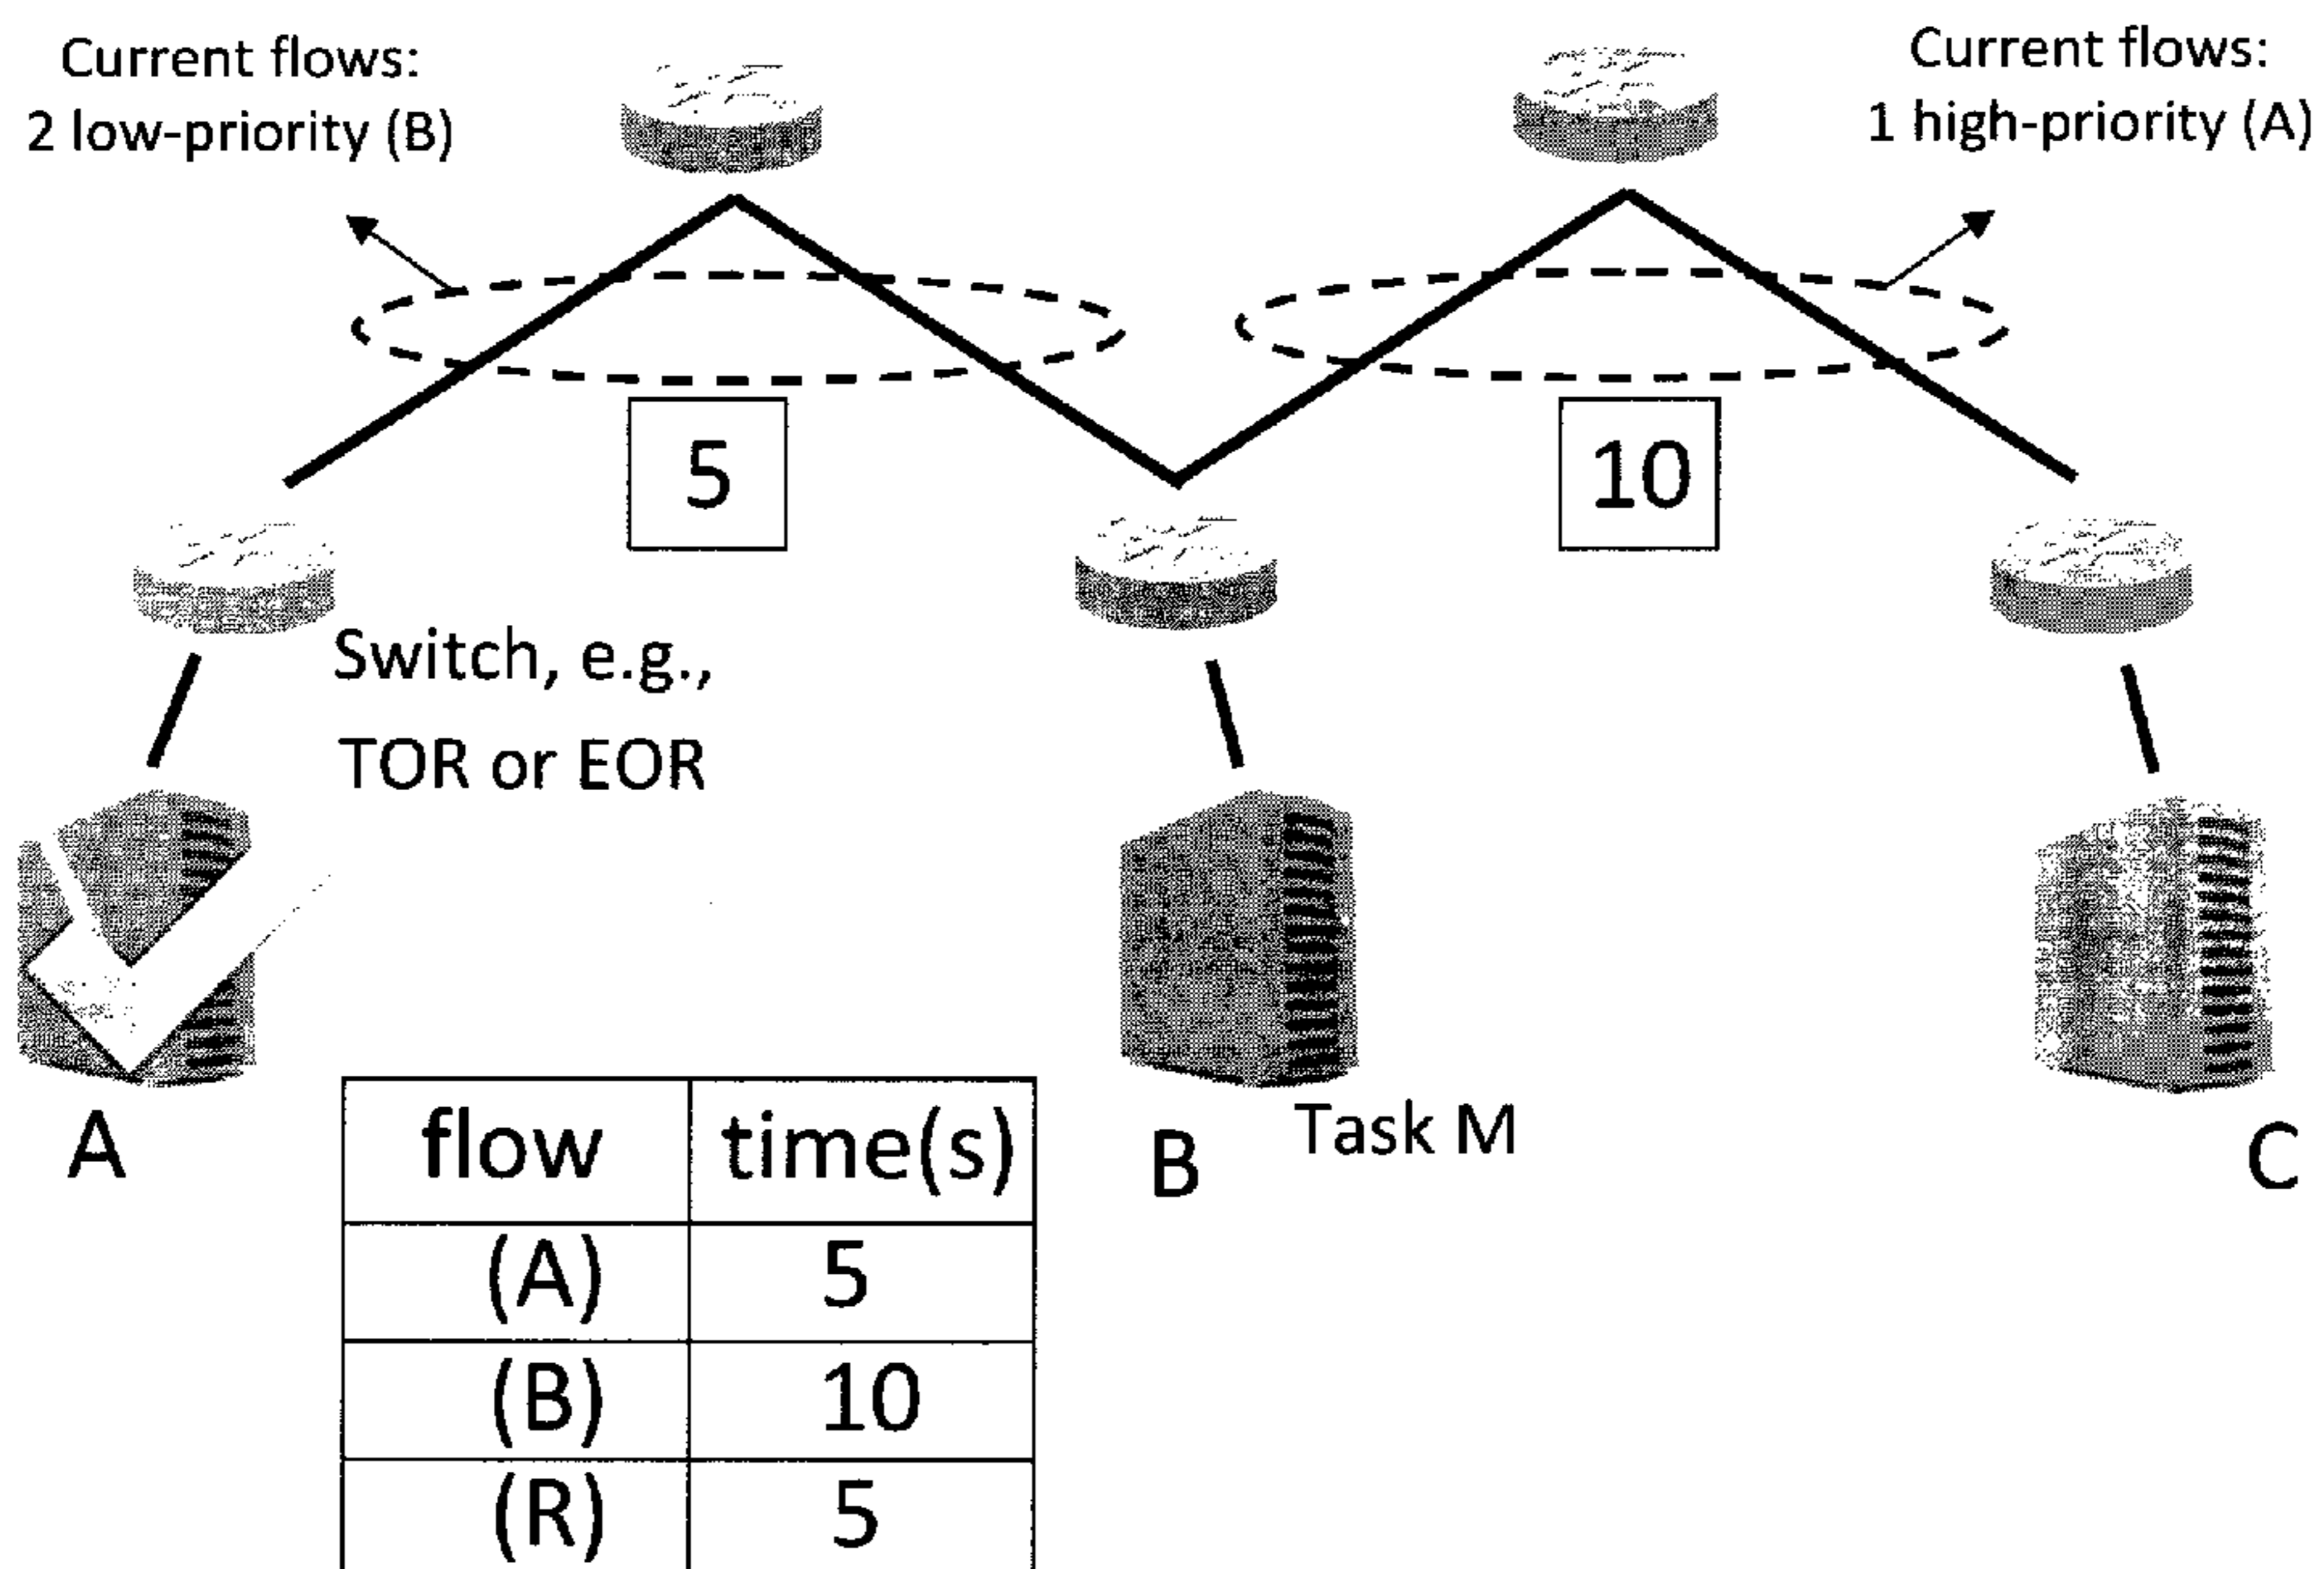 Current flows:
2 low-priority (B)
Current flows:
1 high-priority (A)
5
10
Switch, e.g.,
TOR or EOR
A
B
Task M
C
flow time(s)
(A) 5
(B) 10
(R) 5